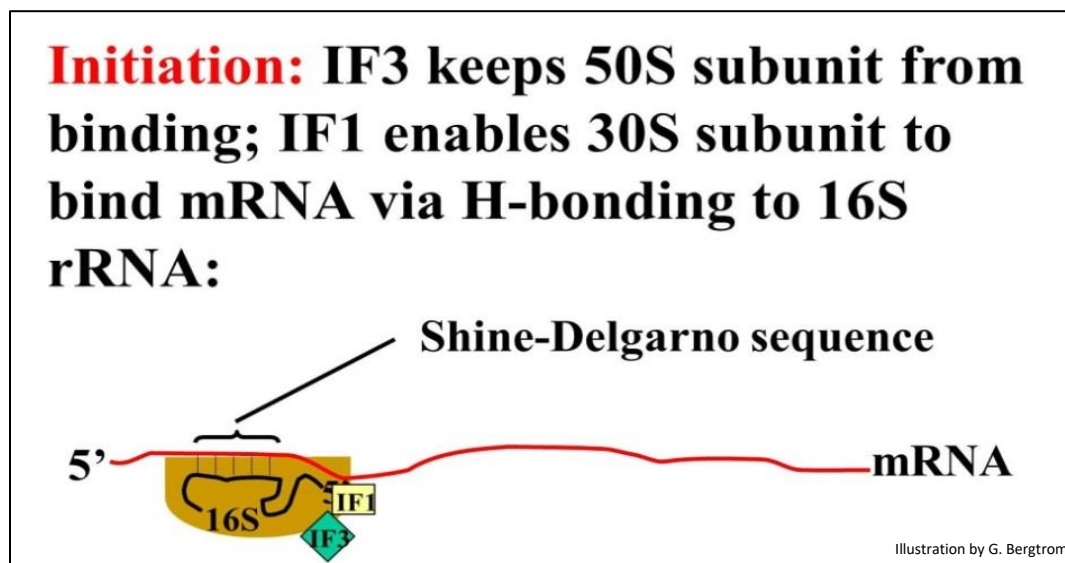 Initiation: IF3 keeps 50S subunit from
binding; IF1 enables 30S subunit to
bind mRNA via H-bonding to 16S
rRNA:
Shine-Delgarno sequence
5’
mRNA
16S
IF1
IF3
Illustration by G. Bergtrom